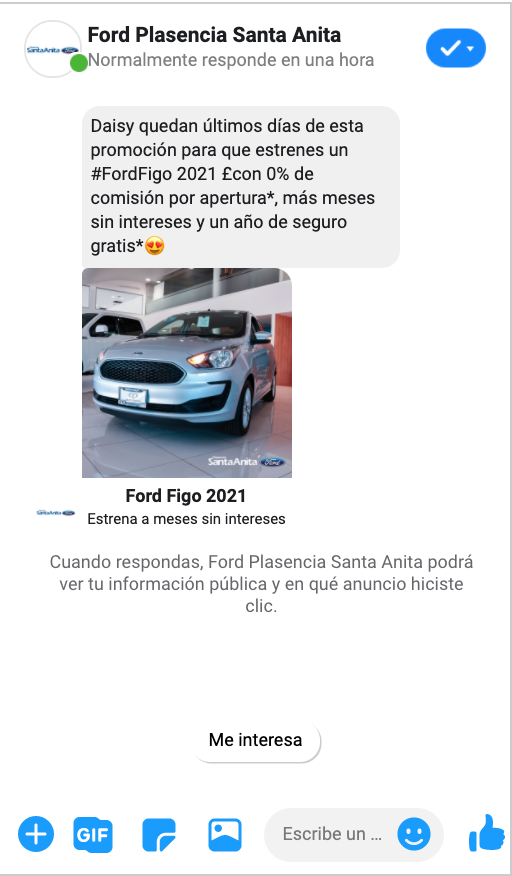 Ford Plasencia Santa Anita
SantaAnita
Normalmente responde en una hora
Daisy quedan últimos días de esta
promoción para que estrenes un
#FordFigo 2021 £con 0% de
comisión por apertura*, más meses
sin intereses y un año de seguro
gratis*😍
SantaAnita Ford
Ford Figo 2021
SantaAnita
Estrena a meses sin intereses
Cuando respondas, Ford Plasencia Santa Anita podrá
ver tu información pública y en qué anuncio hiciste
clic.
Me interesa
GIF
Escribe un ...